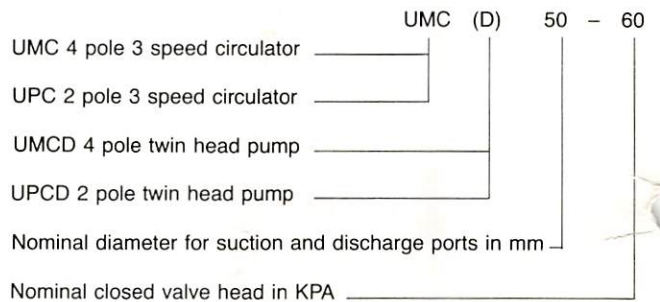 UMC (D) 50 – 60
UMC 4 pole 3 speed circulator
UPC 2 pole 3 speed circulator
UMCD 4 pole twin head pump
UPCD 2 pole twin head pump
Nominal diameter for suction and discharge ports in mm
Nominal closed valve head in KPA